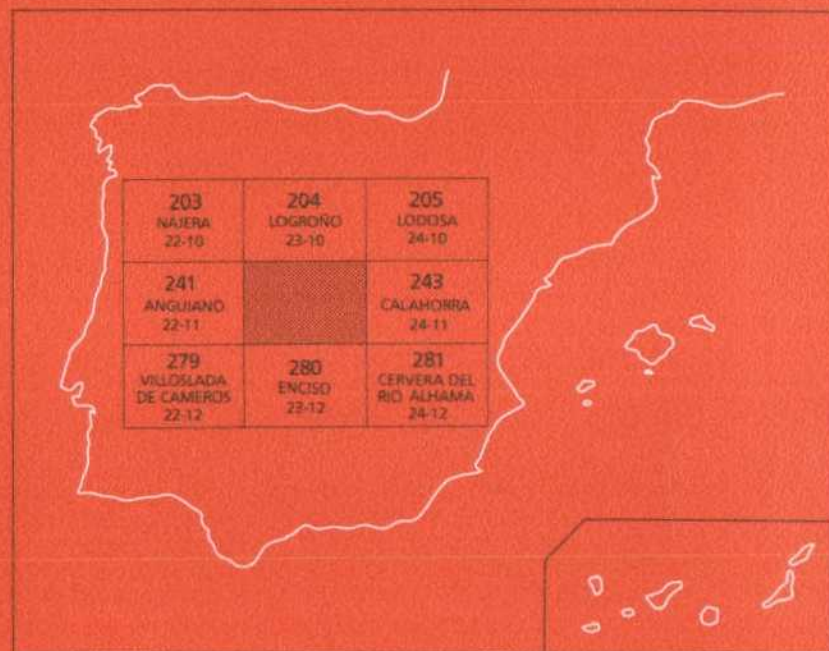 203
NAJERA
22-10
204
LOGROÑO
23-10
205
LODOSA
24-10
241
ANGUIANO
22-11
243
CALAHORRA
24-11
279
VILLOSLADA
DE CAMEROS
22-12
280
ENCISO
23-12
281
CERVERA DEL
RIO ALHAMA
24-12